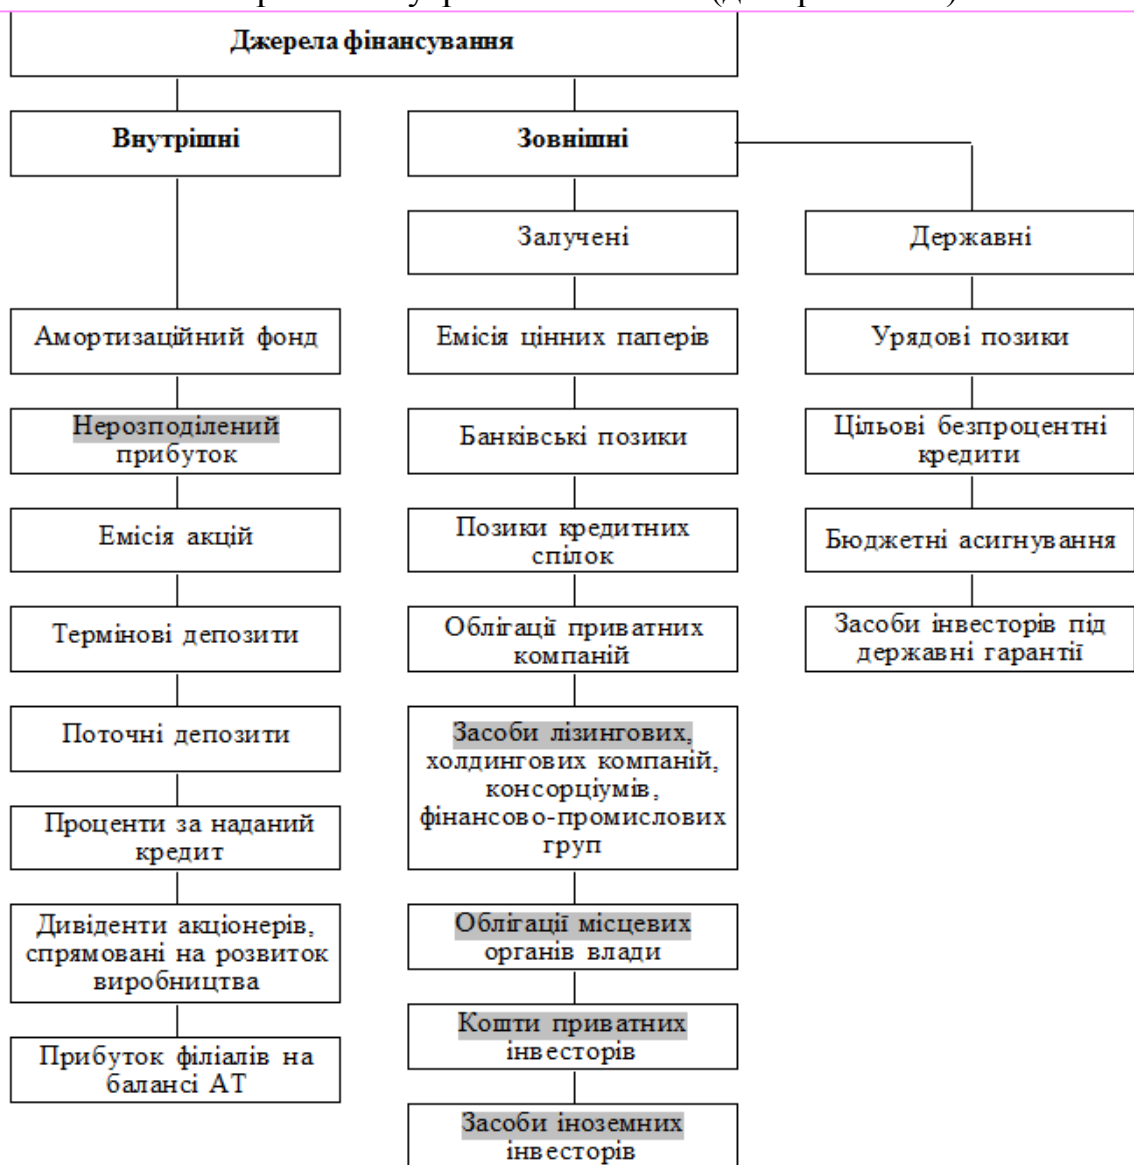 Джерела фінансування
Внутрішні
Зовнішні
Залучені
Державні
Амортизаційний фонд
Емісія цінних паперів
Урядові позики
Нерозподілений
прибуток
Банківські позики
Цільові безпроцентні
кредити
Емісія акцій
Позики кредитних
спілок
Бюджетні асигнування
Термінові депозити
Облігації приватних
компаній
Засоби інвесторів під
державні гарантії
Поточні депозити
Засоби лізингових,
холдингових компаній,
консорціумів,
фінансово-промислових
груп
Проценти за наданий
кредит
Дивіденти акціонерів,
спрямовані на розвиток
виробництва
Облігації місцевих
органів влади
Прибуток філіалів на
балансі АТ
Кошти приватних
інвесторів
Засоби іноземних
інвесторів